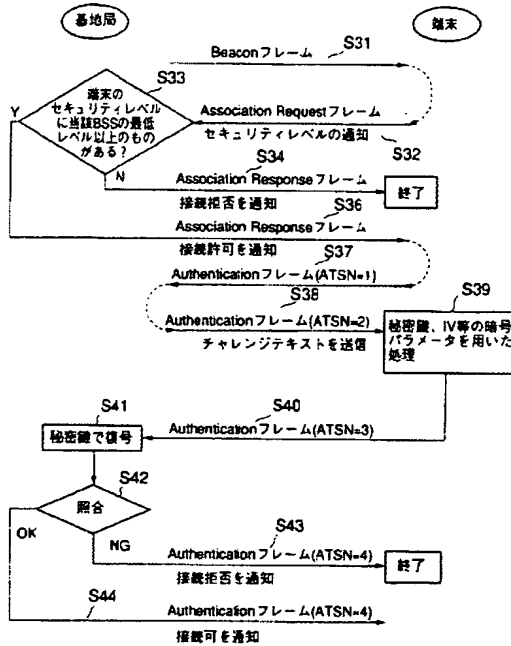 基地局
端末
Beaconフレーム
S31
S33
端末の
セキュリティレベル
に当該BSSの最低
レベル以上のもの
がある?
Y
N
Association Requestフレーム
セキュリティレベルの通知
S32
S34
Association Responseフレーム
接続拒否を通知
終了
S36
Association Responseフレーム
接続許可を通知
S37
Authenticationフレーム(ATSN=1)
S38
Authenticationフレーム(ATSN=2)
チャレンジテキストを送信
S39
秘密鍵、IV等の暗号
パラメータを用いた
処理
S40
Authenticationフレーム(ATSN=3)
S41
秘密鍵で復号
S42
照合
OK
NG
S43
Authenticationフレーム(ATSN=4)
接続拒否を通知
終了
S44
Authenticationフレーム(ATSN=4)
接続可を通知